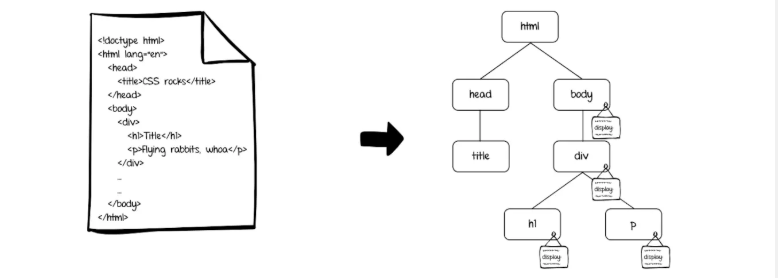 <!doctype html>
<html lang="en">
<head>
<title>CSS rocks</title>
</head>
<body>
<div>
<h1>Title</h1>
<p>Flying rabbits, whoa</p>
</div>
...
...
</body>
</html>
html
head
body
display:
title
div
display:
h1
p
display:
display: